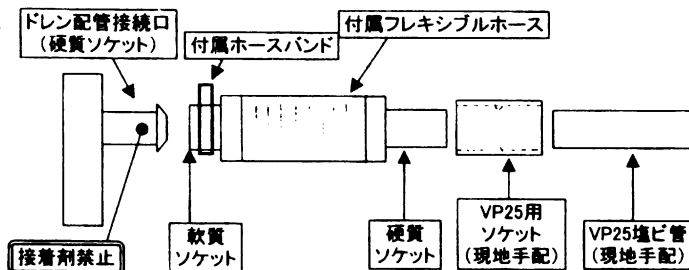 ドレン配管接続口
(硬質ソケット)
付属ホースバンド
付属フレキシブルホース
接着剤禁止
軟質
ソケット
硬質
ソケット
VP25用
ソケット
(現地手配)
VP25塩ビ管
(現地手配)